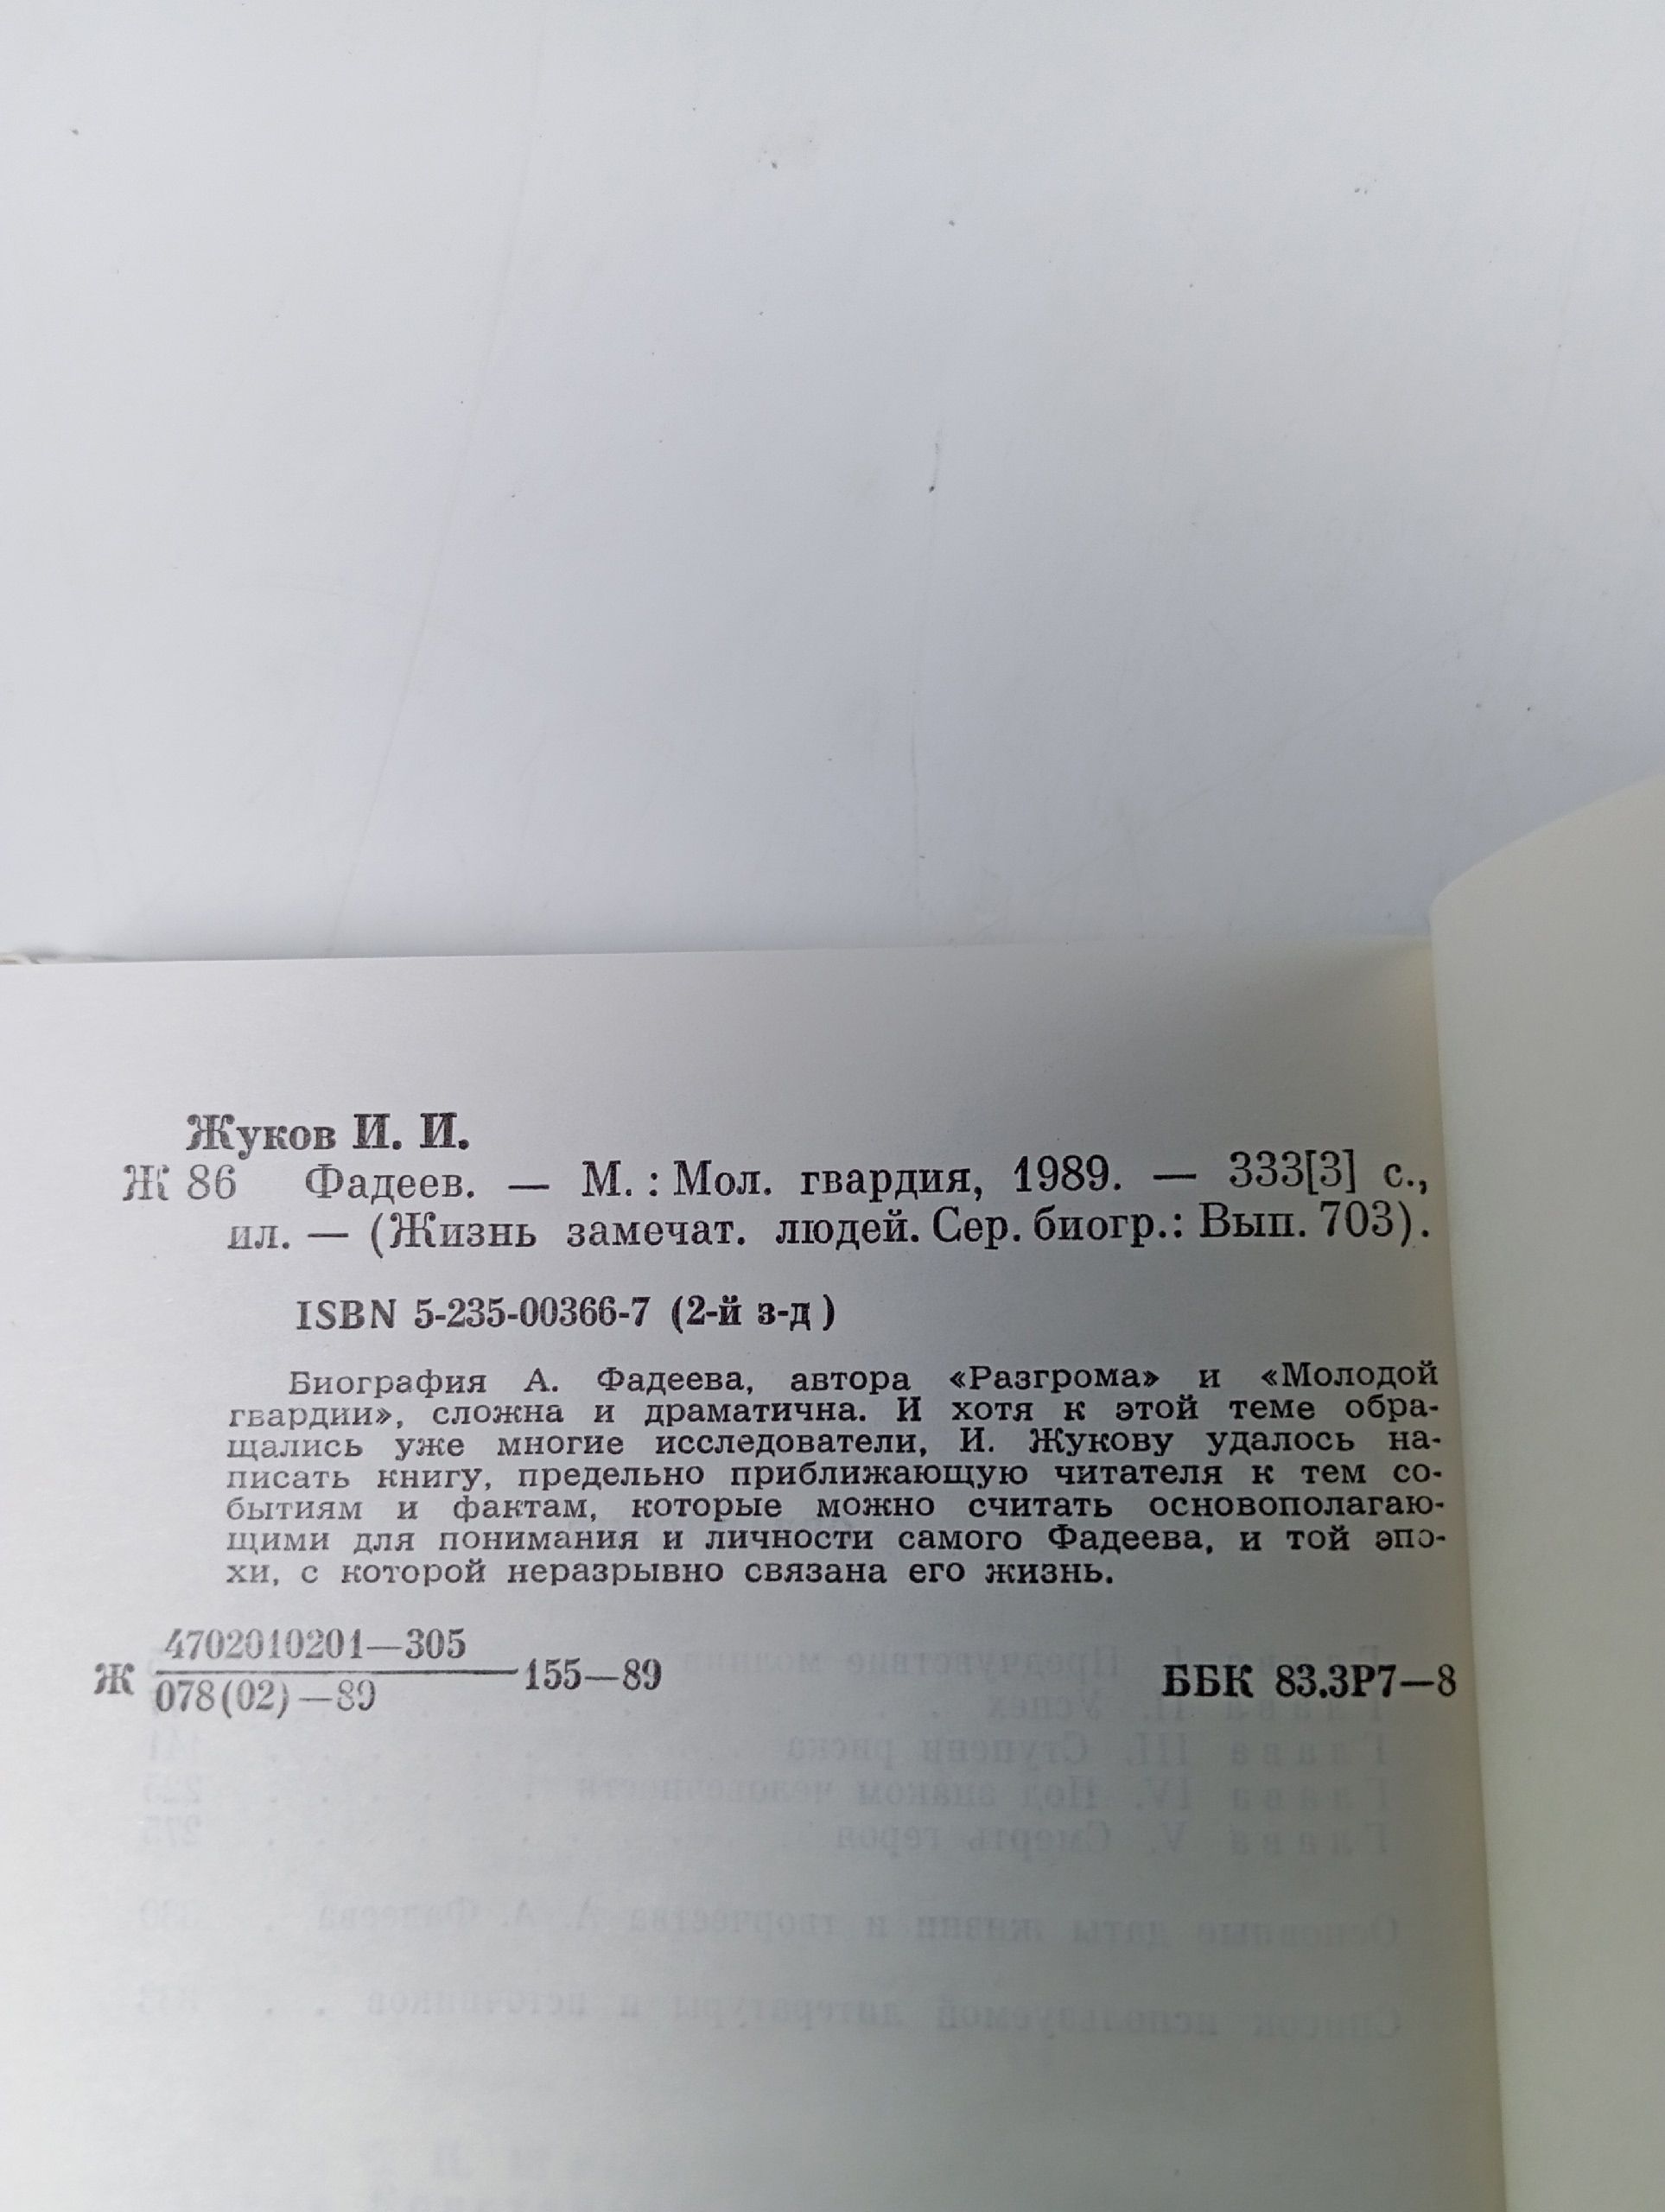 Жуков И. И.
Ж 86 Фадеев. — М. : Мол. гвардия, 1989. — 333[3] с.,
ил. — (Жизнь замечат. людей. Сер. биогр.: Вып. 703).
ISBN 5-235-00366-7 (2-й з-д)
Биография А. Фадеева, автора «Разгрома» и «Молодой
гвардии», сложна и драматична. И хотя к этой теме обра-
щались уже многие исследователи, И. Жукову удалось на-
писать книгу, предельно приближающую читателя к тем со-
бытиям и фактам, которые можно считать основополагаю-
щими для понимания и личности самого Фадеева, и той эпо-
хи, с которой неразрывно связана его жизнь.
4702010201—305
Ж 155—89
078(02)—89
ББК 83.3Р7—8